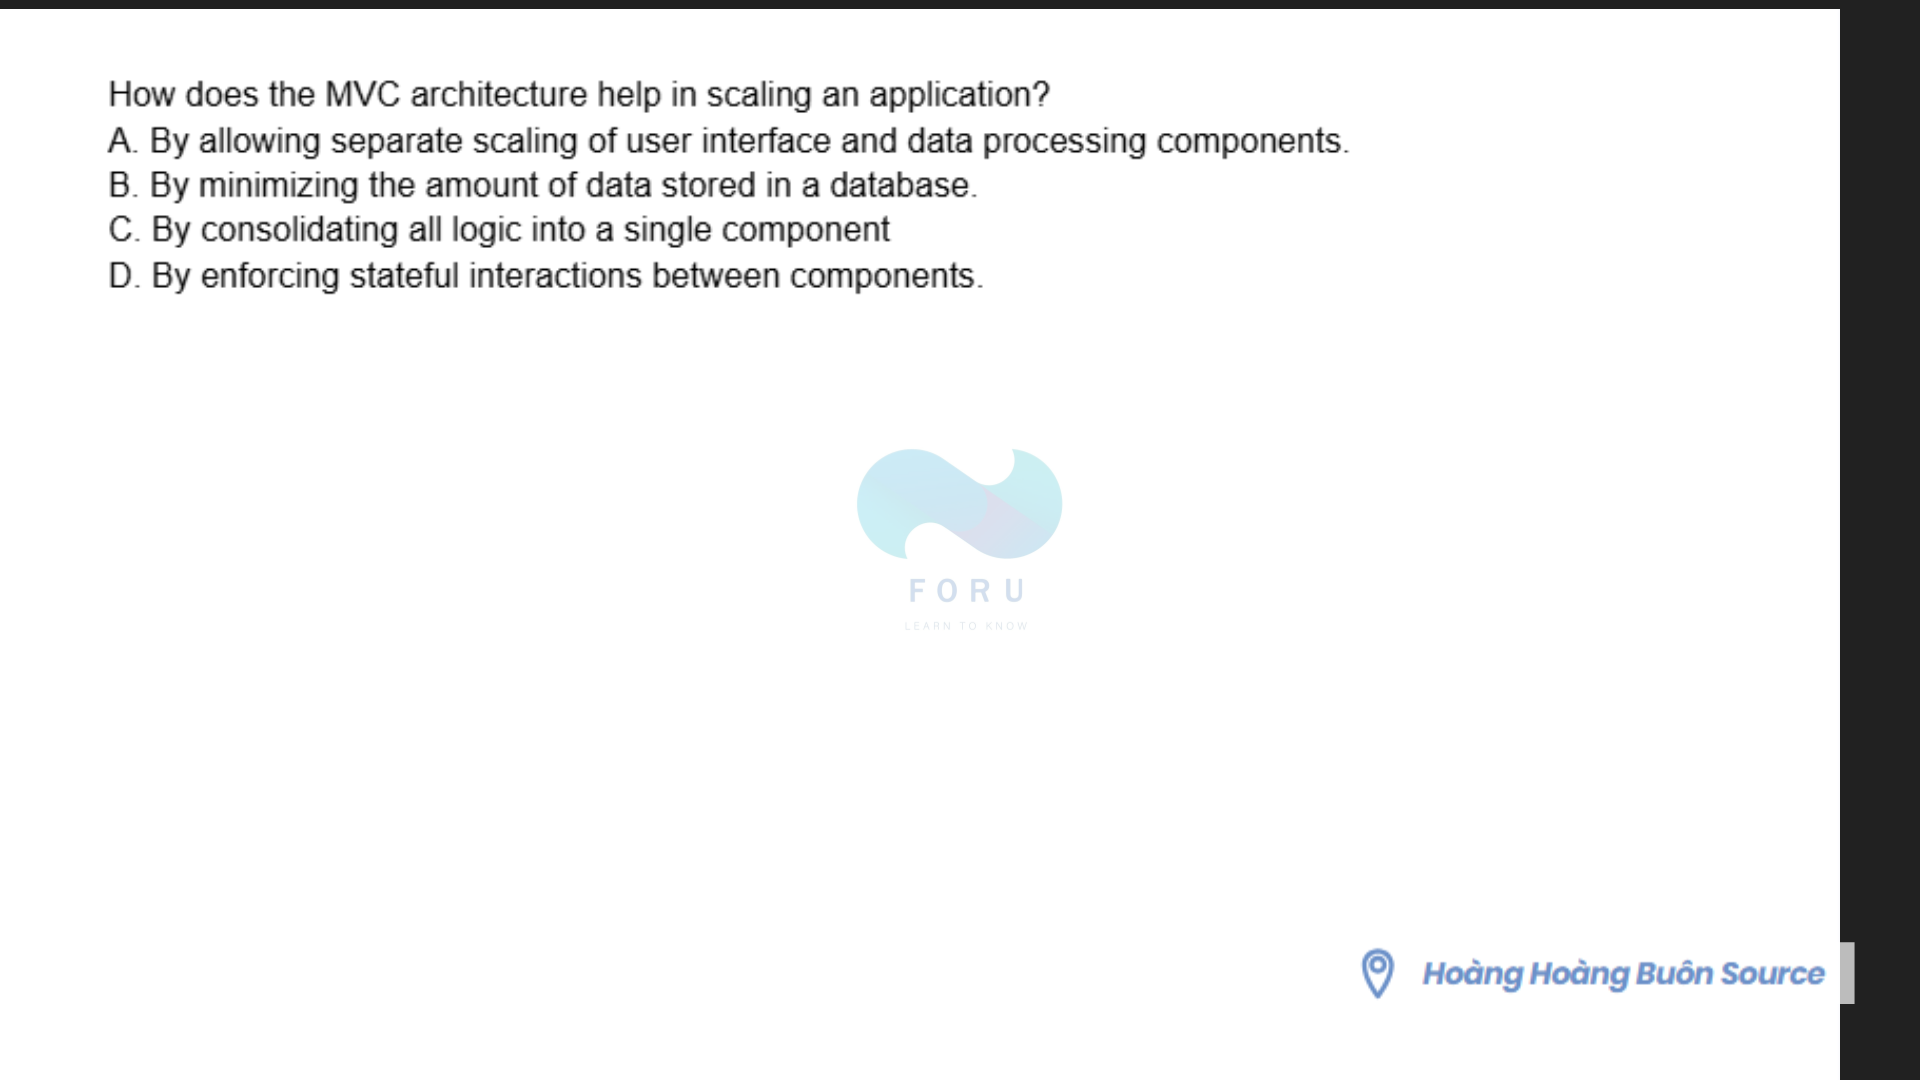 How does the MVC architecture help in scaling an application?
A. By allowing separate scaling of user interface and data processing components.
B. By minimizing the amount of data stored in a database.
C. By consolidating all logic into a single component
D. By enforcing stateful interactions between components.
FORU
LEARN TO KNOW
Hoàng Hoàng Buôn Source